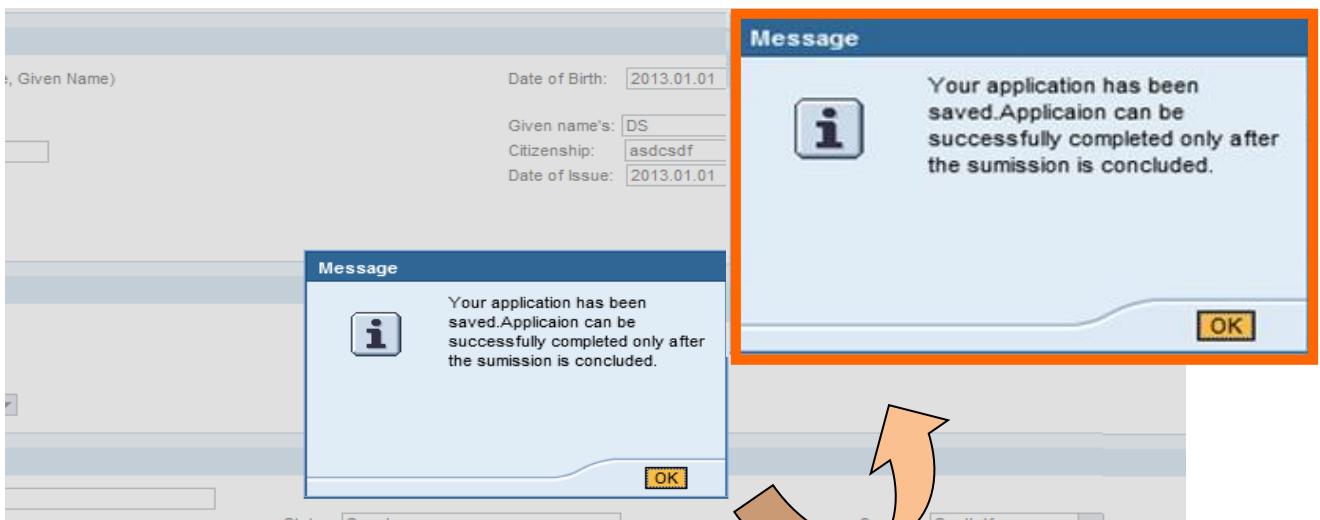 , Given Name)
Date of Birth: 2013.01.01
Given name's: DS
Citizenship: asdcsdf
Date of Issue: 2013.01.01
Message
Your application has been
saved.Applicaion can be
successfully completed only after
the sumission is concluded.
OK
Message
Your application has been
saved.Applicaion can be
successfully completed only after
the sumission is concluded.
OK